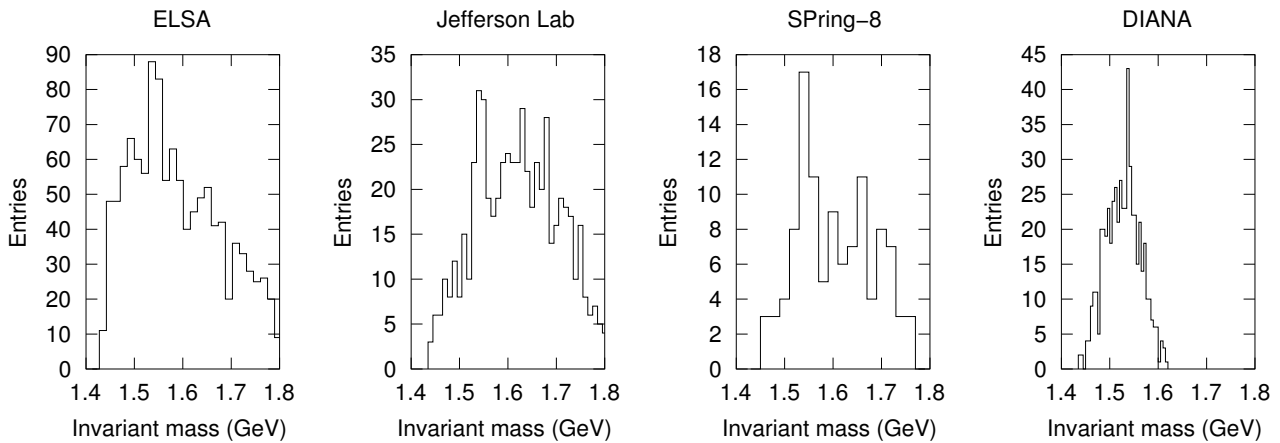 ELSA
90
80
70
60
50
40
30
20
10
0
Entries
1.4 1.5 1.6 1.7 1.8
Invariant mass (GeV)
Jefferson Lab
35
30
25
20
15
10
5
0
Entries
1.4 1.5 1.6 1.7 1.8
Invariant mass (GeV)
SPring−8
18
16
14
12
10
8
6
4
2
0
Entries
1.4 1.5 1.6 1.7 1.8
Invariant mass (GeV)
DIANA
45
40
35
30
25
20
15
10
5
0
Entries
1.4 1.5 1.6 1.7 1.8
Invariant mass (GeV)